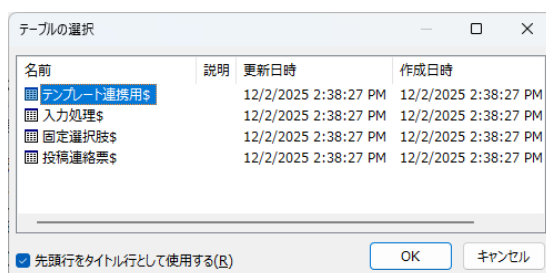 テーブルの選択
名前 説明 更新日時 作成日時
テンプレート連携用$ 12/2/2025 2:38:27 PM 12/2/2025 2:38:27 PM
入力処理$ 12/2/2025 2:38:27 PM 12/2/2025 2:38:27 PM
固定選択肢$ 12/2/2025 2:38:27 PM 12/2/2025 2:38:27 PM
投稿連絡票$ 12/2/2025 2:38:27 PM 12/2/2025 2:38:27 PM
先頭行をタイトル行として使用する(R) OK キャンセル